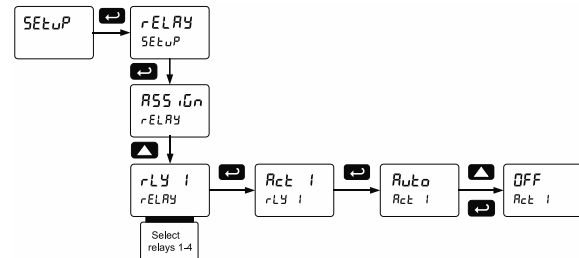 SEtuP
rELAY
SEtuP
ASSiGn
rELAY
rLY 1
rELAY
Act 1
rLY 1
Auto
Act 1
OFF
Act 1
Select
relays 1-4